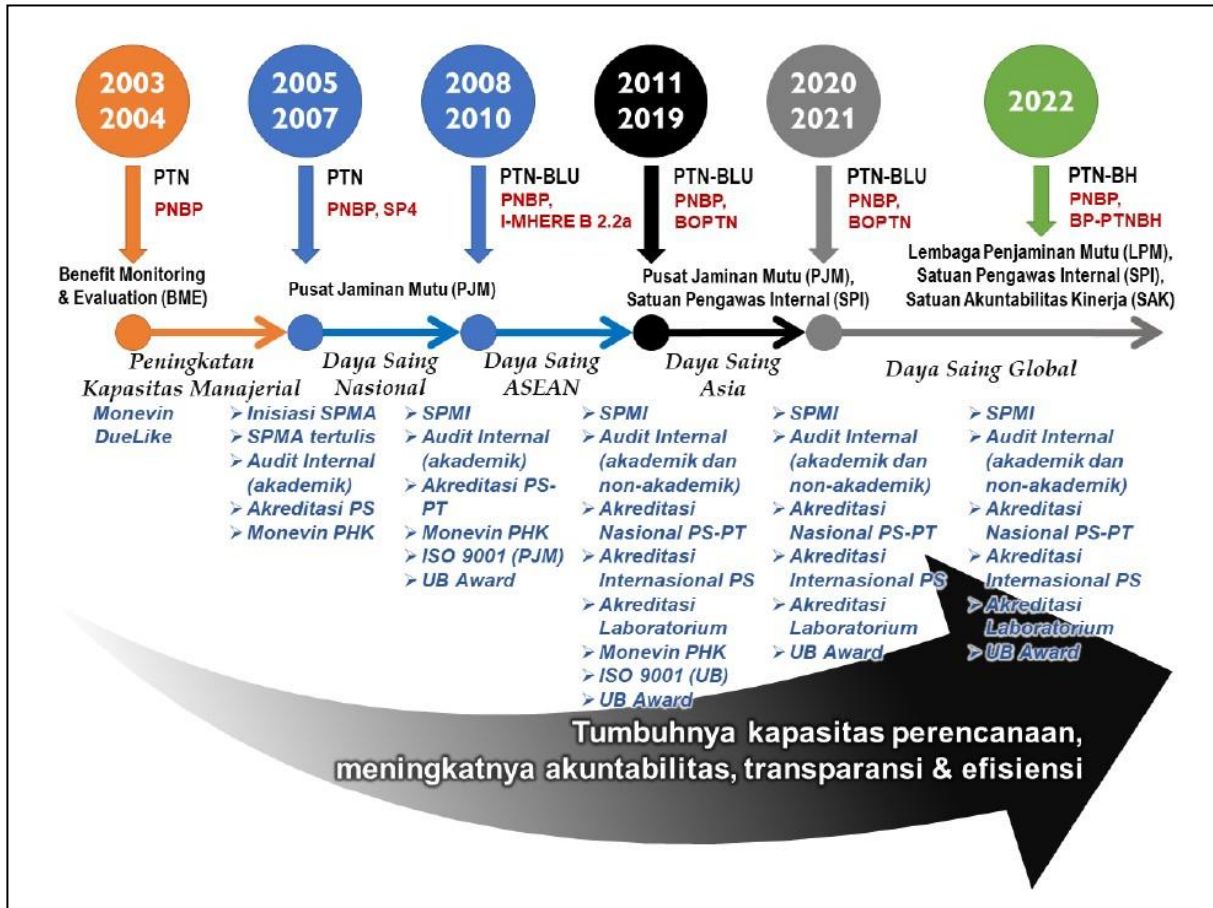 2003
2004
PTN
PNBP
Benefit Monitoring
& Evaluation (BME)
2005
2007
PTN
PNBP, SP4
2008
2010
PTN-BLU
PNBP,
I-MHERE B 2.2a
Pusat Jaminan Mutu (PJM)
2011
2019
PTN-BLU
PNBP,
BOPTN
2020
2021
PTN-BLU
PNBP,
BOPTN
Pusat Jaminan Mutu (PJM),
Satuan Pengawas Internal (SPI)
2022
PTN-BH
PNBP,
BP-PTNBH
Lembaga Penjaminan Mutu (LPM),
Satuan Pengawas Internal (SPI),
Satuan Akuntabilitas Kinerja (SAK)
Peningkatan
Kapasitas Manajerial
Monevin
DueLike
Daya Saing
Nasional
➢ Inisiasi SPMA
➢ SPMA tertulis
➢ Audit Internal
(akademik)
➢ Akreditasi PS
➢ Monevin PHK
Daya Saing
ASEAN
➢ SPMI
➢ Audit Internal
(akademik)
➢ Akreditasi PS-
PT
➢ Monevin PHK
➢ ISO 9001 (PJM)
➢ UB Award
Daya Saing
Asia
➢ SPMI
➢ Audit Internal
(akademik dan
non-akademik)
➢ Akreditasi
Nasional PS-PT
➢ Akreditasi
Internasional PS
➢ Akreditasi
Laboratorium
➢ Monevin PHK
➢ ISO 9001 (UB)
➢ UB Award
Daya Saing Global
➢ SPMI
➢ Audit Internal
(akademik dan
non-akademik)
➢ Akreditasi
Nasional PS-PT
➢ Akreditasi
Internasional PS
➢ Akreditasi
Laboratorium
➢ UB Award
➢ SPMI
➢ Audit Internal
(akademik dan
non-akademik)
➢ Akreditasi
Nasional PS-PT
➢ Akreditasi
Internasional PS
➢ Akreditasi
Laboratorium
➢ UB Award
Tumbuhnya kapasitas perencanaan,
meningkatnya akuntabilitas, transparansi & efisiensi